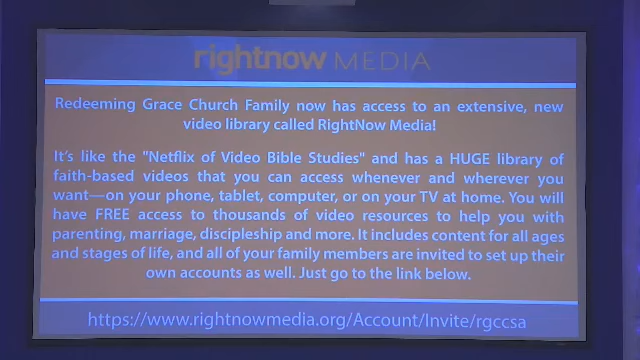 rightnow MEDIA
Redeeming Grace Church Family now has access to an extensive, new
video library called RightNow Media!
It's like the "Netflix of Video Bible Studies" and has a HUGE library of
faith-based videos that you can access whenever and wherever you
want—on your phone, tablet, computer, or on your TV at home. You will
have FREE access to thousands of video resources to help you with
parenting, marriage, discipleship and more. It includes content for all ages
and stages of life, and all of your family members are invited to set up their
own accounts as well. Just go to the link below.
https://www.rightnowmedia.org/Account/Invite/rgccsa